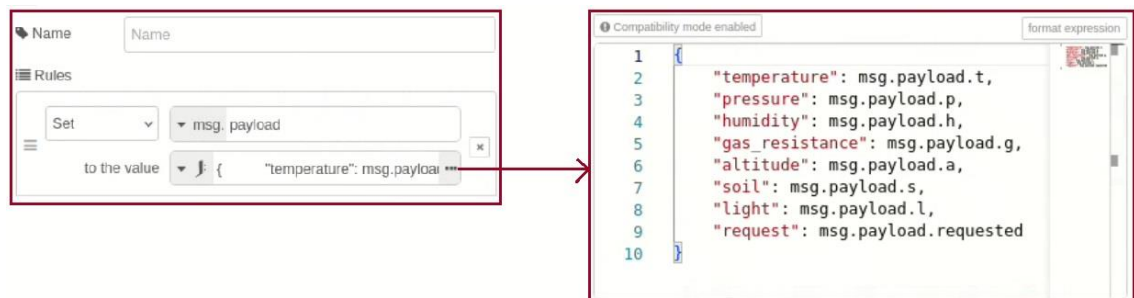 Name
Name
Rules
Set
msg. payload
to the value
J: { "temperature": msg.payload
Compatibility mode enabled
format expression
1 {
2 "temperature": msg.payload.t,
3 "pressure": msg.payload.p,
4 "humidity": msg.payload.h,
5 "gas_resistance": msg.payload.g,
6 "altitude": msg.payload.a,
7 "soil": msg.payload.s,
8 "light": msg.payload.l,
9 "request": msg.payload.requested
10 }